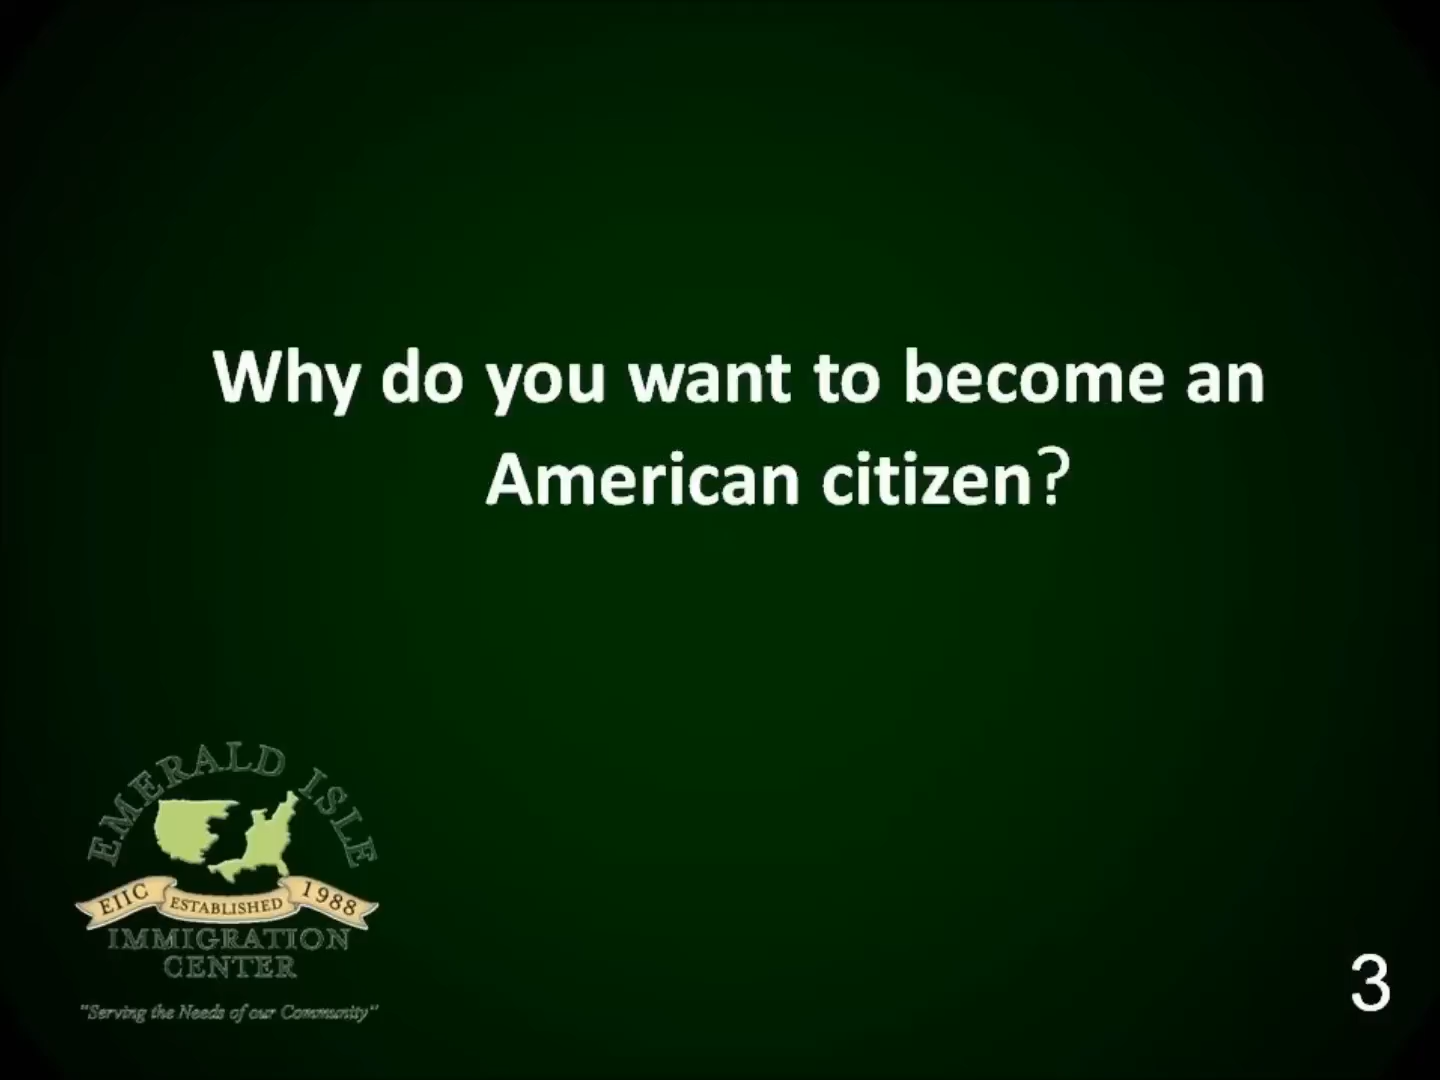 Why do you want to become an
American citizen?
EMERALD ISLE
EIIC ESTABLISHED 1988
IMMIGRATION
CENTER
"Serving the Needs of our Community"
3